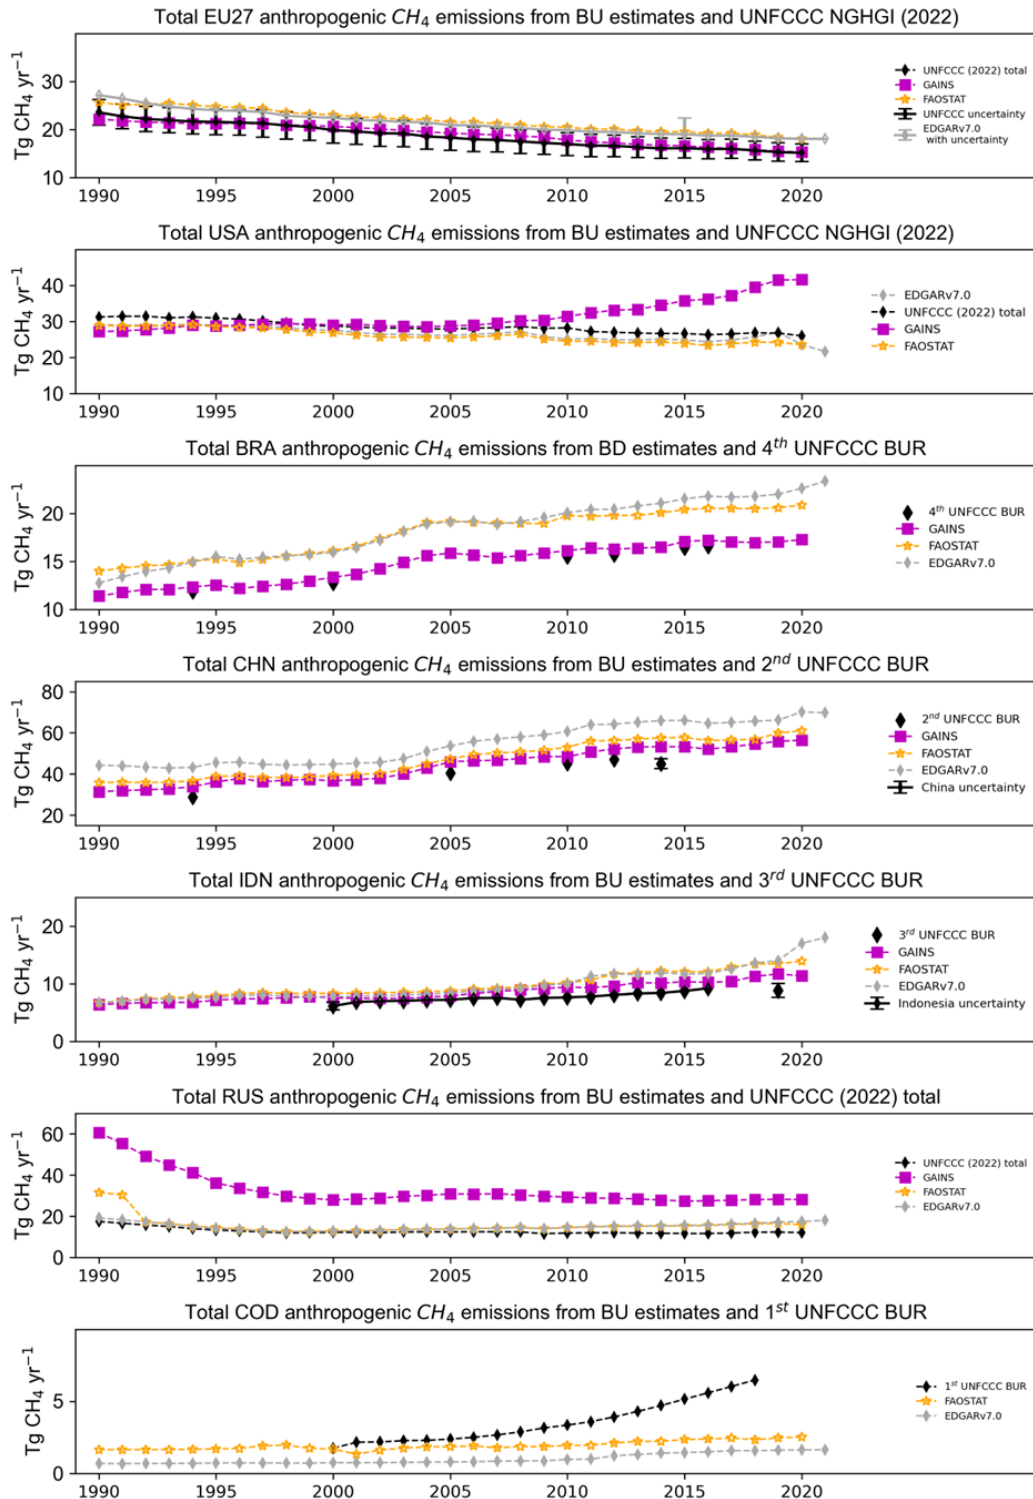 Total EU27 anthropogenic CH₄ emissions from BU estimates and UNFCCC NGHGI (2022)
Tg CH₄ yr⁻¹
30
20
10
UNFCCC (2022) total
GAINS
FAOSTAT
UNFCCC uncertainty
EDGARv7.0
with uncertainty
1990 1995 2000 2005 2010 2015 2020
Total USA anthropogenic CH₄ emissions from BU estimates and UNFCCC NGHGI (2022)
Tg CH₄ yr⁻¹
40
30
20
10
EDGARv7.0
UNFCCC (2022) total
GAINS
FAOSTAT
1990 1995 2000 2005 2010 2015 2020
Total BRA anthropogenic CH₄ emissions from BD estimates and 4ᵗʰ UNFCCC BUR
Tg CH₄ yr⁻¹
20
15
10
4ᵗʰ UNFCCC BUR
GAINS
FAOSTAT
EDGARv7.0
1990 1995 2000 2005 2010 2015 2020
Total CHN anthropogenic CH₄ emissions from BU estimates and 2ⁿᵈ UNFCCC BUR
Tg CH₄ yr⁻¹
80
60
40
20
2ⁿᵈ UNFCCC BUR
GAINS
FAOSTAT
EDGARv7.0
China uncertainty
1990 1995 2000 2005 2010 2015 2020
Total IDN anthropogenic CH₄ emissions from BU estimates and 3ʳᵈ UNFCCC BUR
Tg CH₄ yr⁻¹
20
10
0
3ʳᵈ UNFCCC BUR
GAINS
FAOSTAT
EDGARv7.0
Indonesia uncertainty
1990 1995 2000 2005 2010 2015 2020
Total RUS anthropogenic CH₄ emissions from BU estimates and UNFCCC (2022) total
Tg CH₄ yr⁻¹
60
40
20
0
UNFCCC (2022) total
GAINS
FAOSTAT
EDGARv7.0
1990 1995 2000 2005 2010 2015 2020
Total COD anthropogenic CH₄ emissions from BU estimates and 1ˢᵗ UNFCCC BUR
Tg CH₄ yr⁻¹
5
0
1ˢᵗ UNFCCC BUR
FAOSTAT
EDGARv7.0
1990 1995 2000 2005 2010 2015 2020